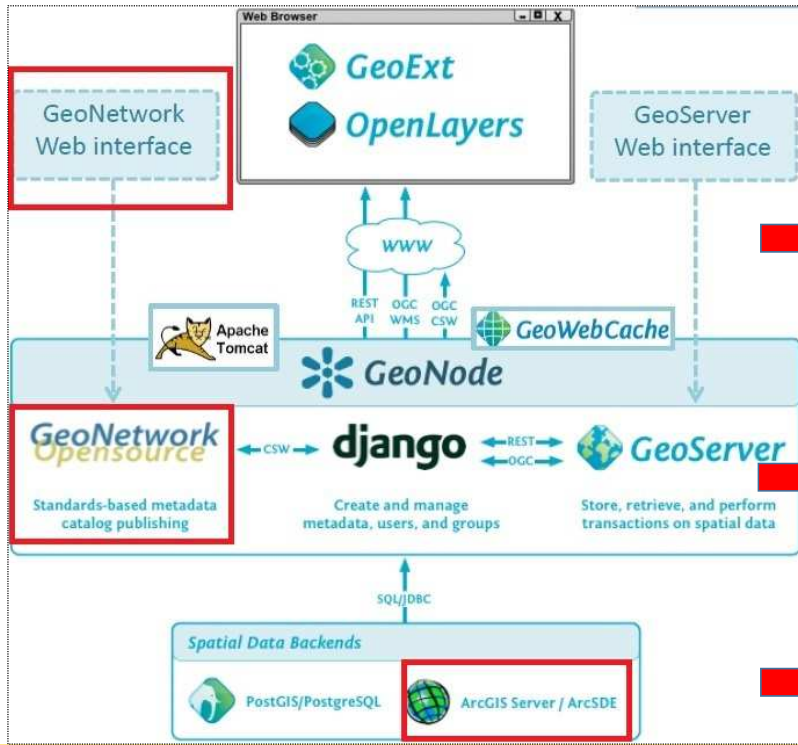 Web Browser
GeoExt
OpenLayers
GeoNetwork
Web interface
GeoServer
Web interface
WWW
REST
API
OGC
WMS
OGC
CSW
Apache
Tomcat
GeoWebCache
GeoNode
GeoNetwork
Opensource
CSW
django
REST
OGC
GeoServer
Standards-based metadata
catalog publishing
Create and manage
metadata, users, and groups
Store, retrieve, and perform
transactions on spatial data
SQL/JDBC
Spatial Data Backends
PostGIS/PostgreSQL
ArcGIS Server / ArcSDE